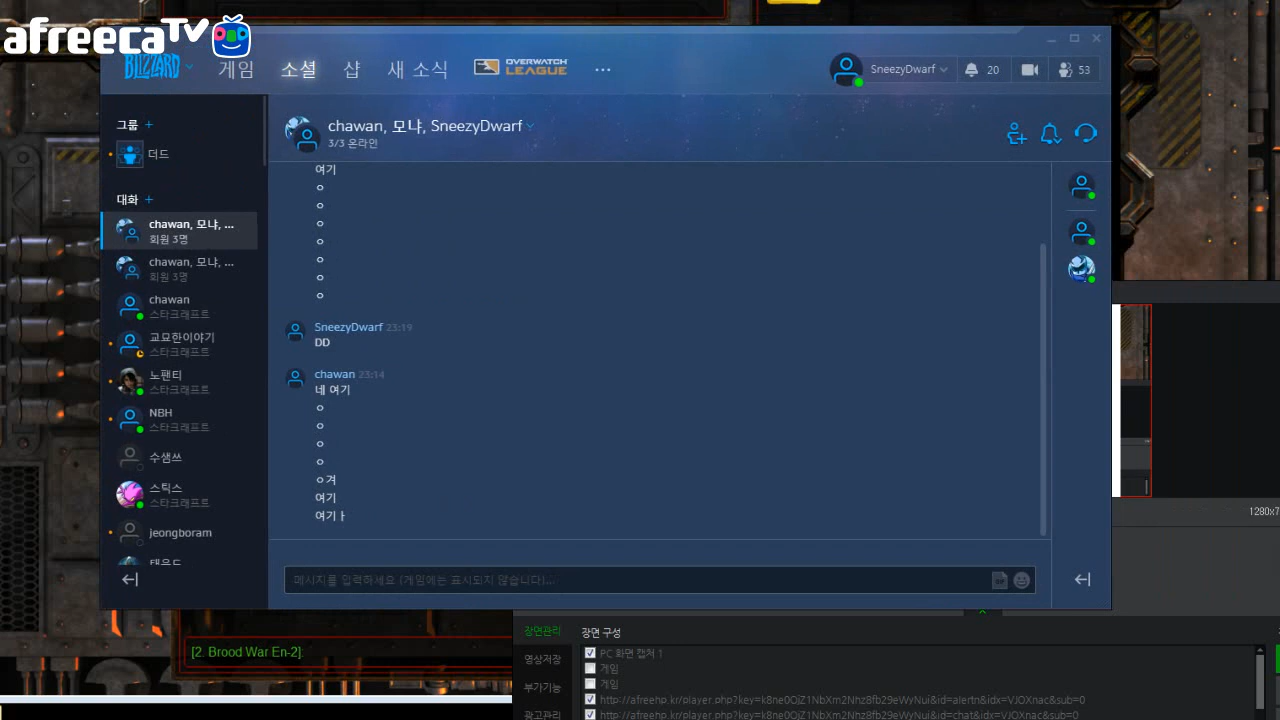 afreecaTV
BLIZZARD
게임
소셜
샵
새 소식
OVERWATCH
LEAGUE
...
SneezyDwarf
20
53
그룹 +
더드
대화 +
chawan, 모냐, ...
회원 3명
chawan, 모냐, ...
회원 3명
chawan
스타크래프트
교묘한이야기
스타크래프트
노팬티
스타크래프트
NBH
스타크래프트
수샘쓰
스틱스
스타크래프트
jeongboram
chawan, 모냐, SneezyDwarf
3/3 온라인
여기
ㅇ
ㅇ
ㅇ
ㅇ
ㅇ
ㅇ
ㅇ
SneezyDwarf 23:19
DD
chawan 23:14
네 여기
ㅇ
ㅇ
ㅇ
ㅇ
ㅇ겨
여기
여기ㅏ
메시지를 입력하세요 (게임에는 표시되지 않습니다)...
[2. Brood War En-2]:
1280x7
장면관리
영상저장
부가기능
광고관리
장면 구성
PC 화면 캡처 1
게임
게임
http://afreehp.kr/player.php?key=k8ne0OjZ1NbXm2Nhz8fb29eWyNui&id=alertn&idx=VJOXnac&sub=0
http://afreehp.kr/player.php?key=k8ne0OjZ1NbXm2Nhz8fb29eWyNui&id=chat&idx=VJOXnac&sub=0